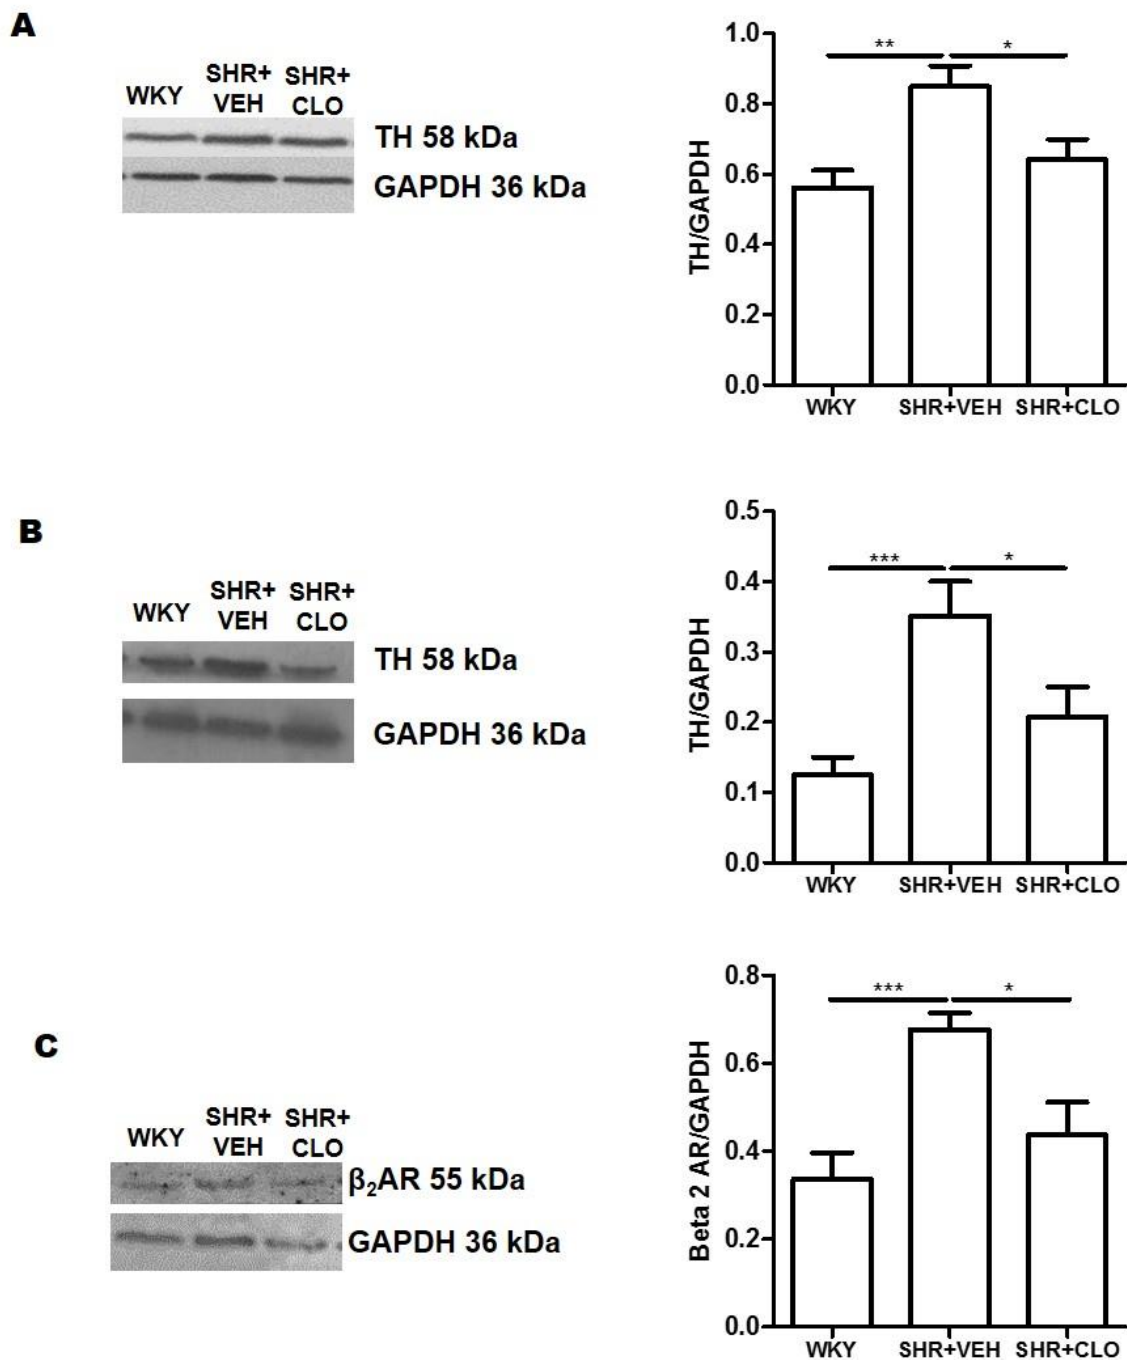 A
WKY
SHR+
VEH
SHR+
CLO
TH 58 kDa
GAPDH 36 kDa
1.0
0.8
0.6
0.4
0.2
0.0
TH/GAPDH
**
*
WKY
SHR+VEH
SHR+CLO
B
WKY
SHR+
VEH
SHR+
CLO
TH 58 kDa
GAPDH 36 kDa
0.5
0.4
0.3
0.2
0.1
0.0
TH/GAPDH
***
*
WKY
SHR+VEH
SHR+CLO
C
WKY
SHR+
VEH
SHR+
CLO
β₂AR 55 kDa
GAPDH 36 kDa
0.8
0.6
0.4
0.2
0.0
Beta 2 AR/GAPDH
***
*
WKY
SHR+VEH
SHR+CLO